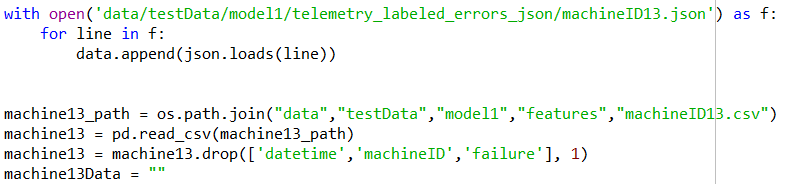 with open('data/testData/model1/telemetry_labeled_errors_json/machineID13.json') as f:
    for line in f:
        data.append(json.loads(line))
machine13_path = os.path.join("data","testData","model1","features","machineID13.csv")
machine13 = pd.read_csv(machine13_path)
machine13 = machine13.drop(['datetime','machineID','failure'], 1)
machine13Data = ""